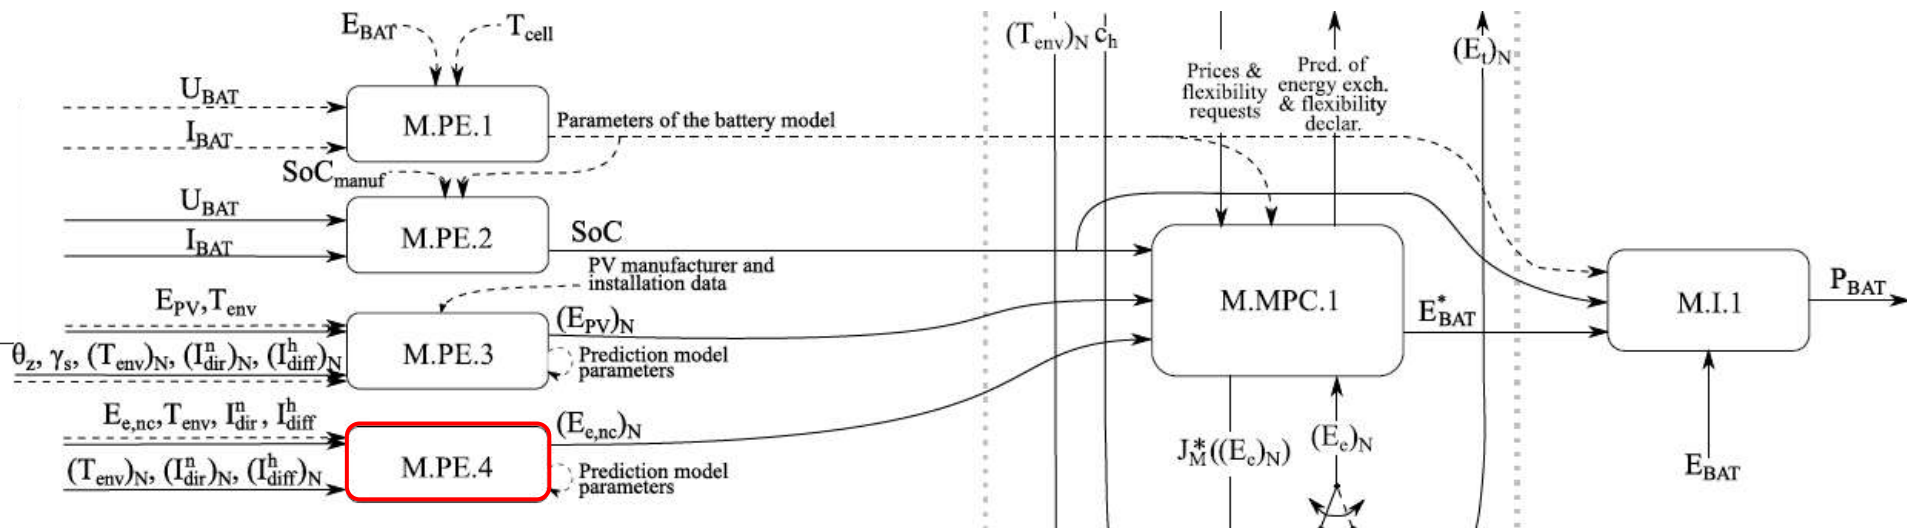 E_BAT
T_cell
U_BAT
I_BAT
M.PE.1
Parameters of the battery model
SoC_manuf
U_BAT
I_BAT
M.PE.2
SoC
PV manufacturer and
installation data
E_PV,T_env
θ_z, γ_s, (T_env)_N, (I^n_dir)_N, (I^h_diff)_N
M.PE.3
(E_PV)_N
Prediction model
parameters
E_e,nc,T_env, I^n_dir, I^h_diff
(T_env)_N, (I^n_dir)_N, (I^h_diff)_N
M.PE.4
(E_e,nc)_N
Prediction model
parameters
(T_env)_N
c_h
Prices &
flexibility
requests
Pred. of
energy exch.
& flexibility
declar.
(E_t)_N
M.MPC.1
E*_BAT
J*_M((E_e)_N)
(E_e)_N
M.I.1
P_BAT
E_BAT